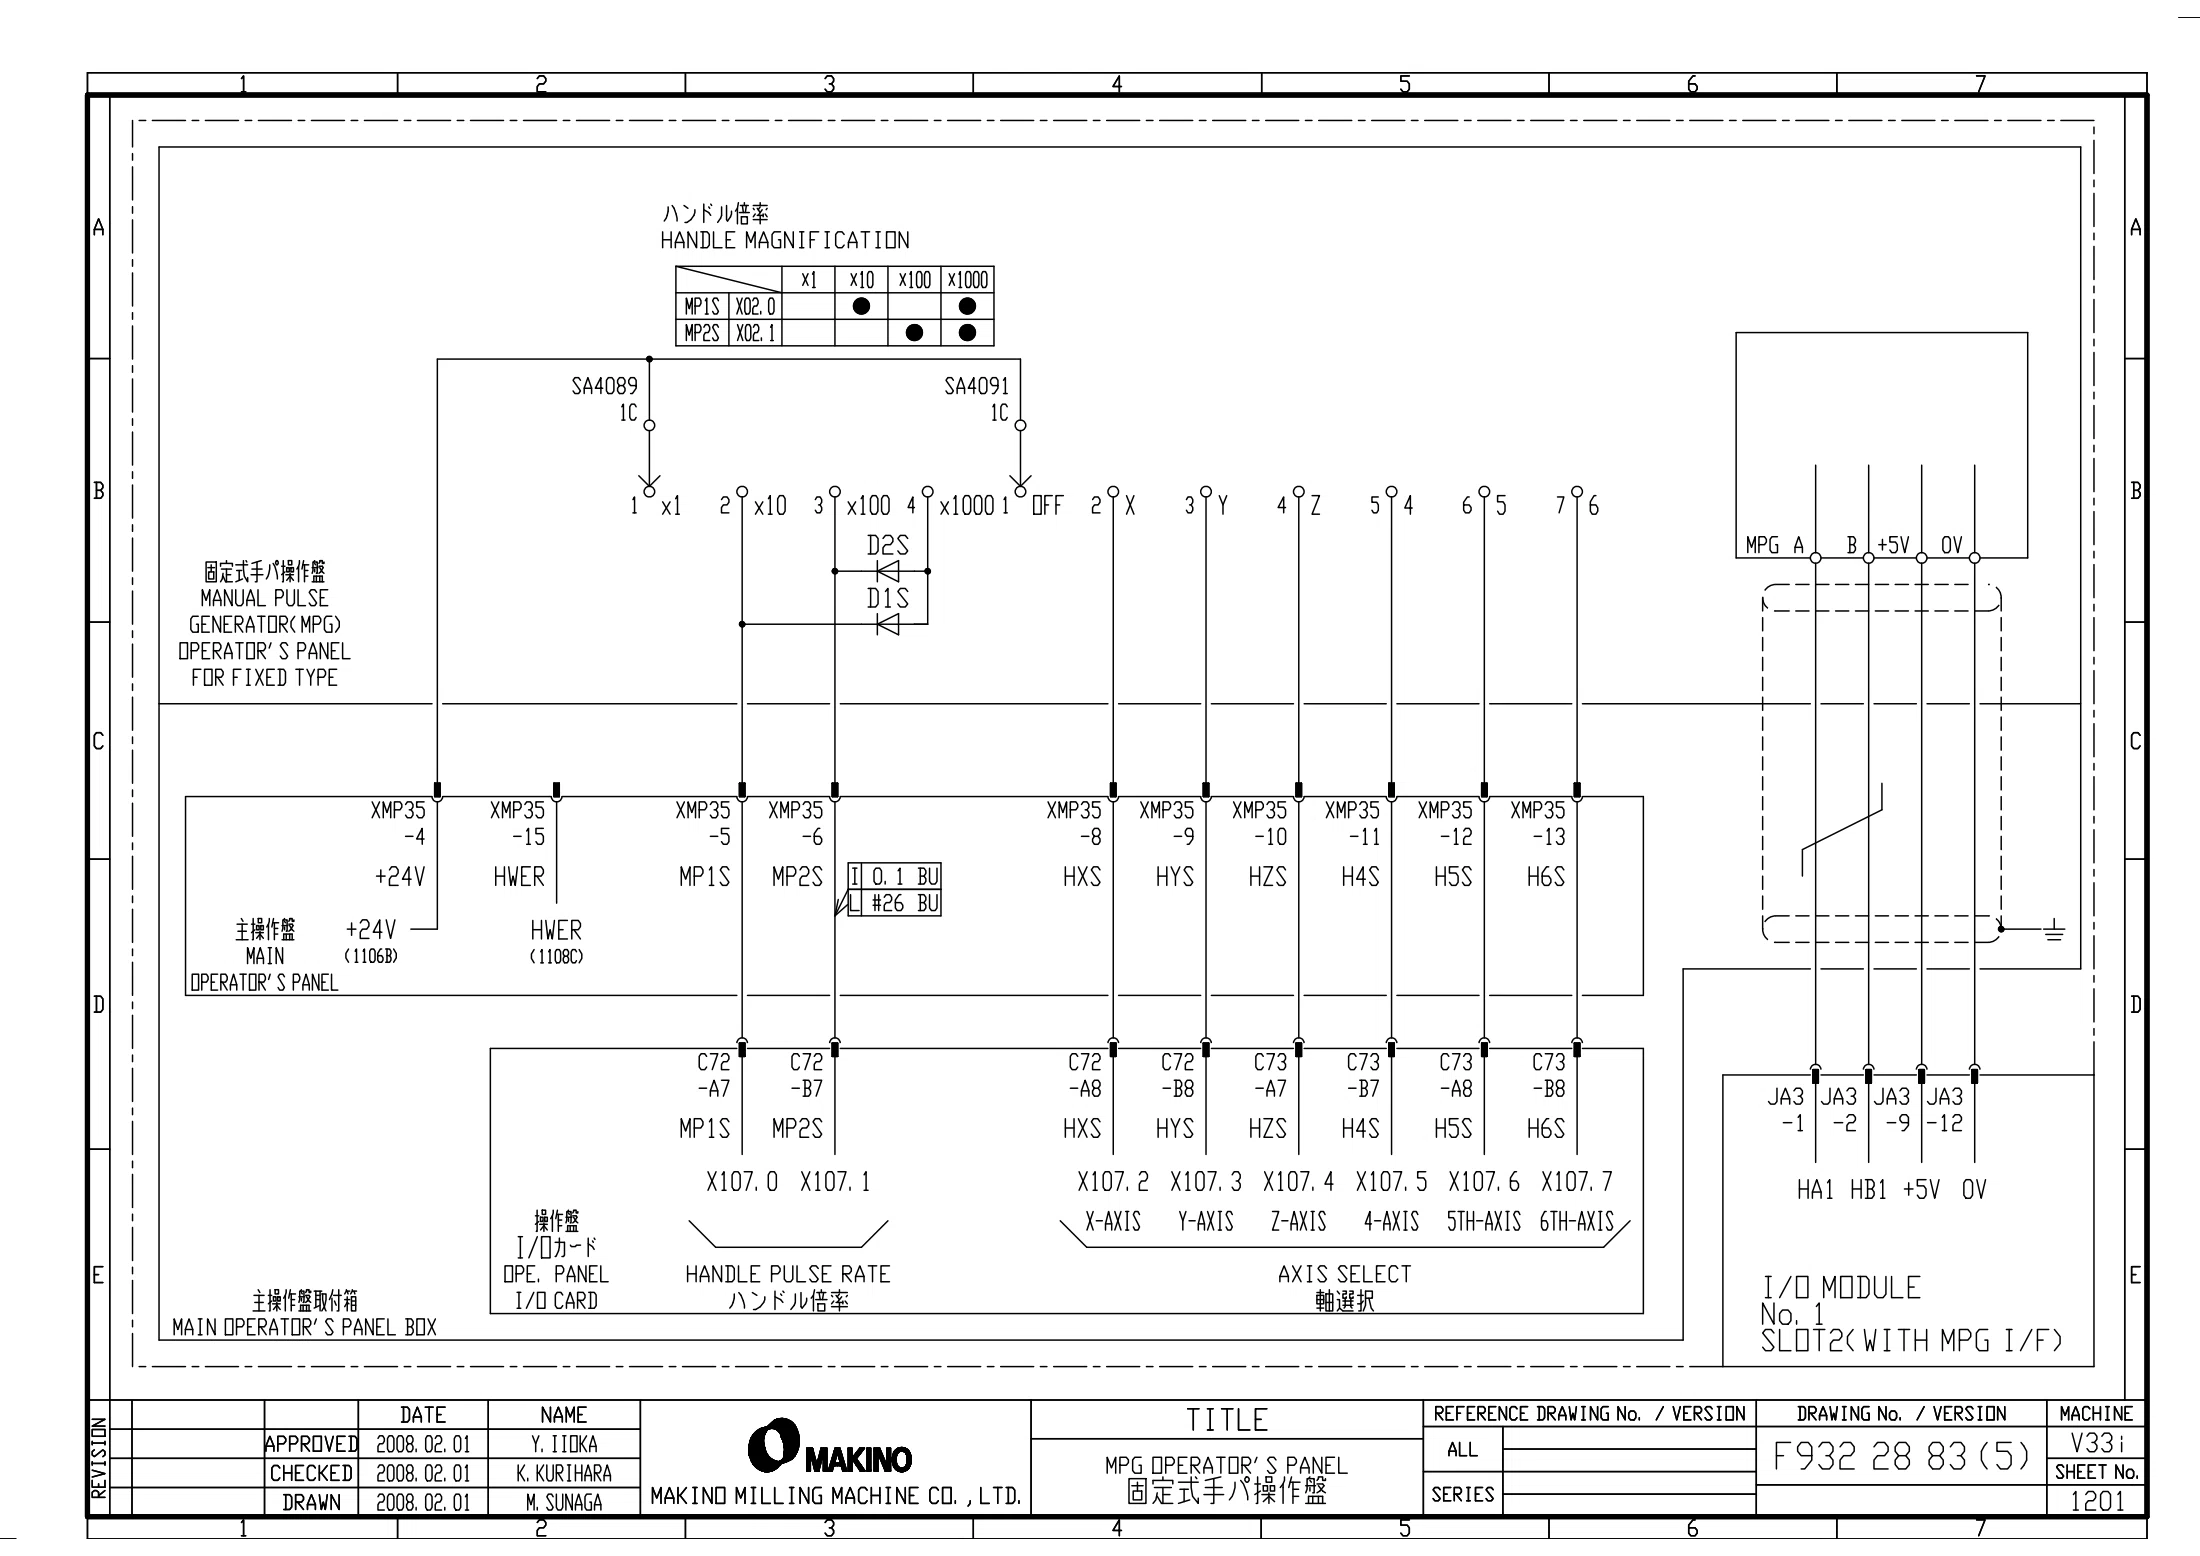 1 2 3 4 5 6 7
A A
B B
C C
D D
E E
ハンドル倍率
HANDLE MAGNIFICATION
x1 x10 x100 x1000
MP1S X02.0 ● ●
MP2S X02.1 ● ●
SA4089
1C
SA4091
1C
1 x1 2 x10 3 x100 4 x1000 1 OFF 2 X 3 Y 4 Z 5 4 6 5 7 6
D2S
D1S
MPG A B +5V 0V
固定式手パ操作盤
MANUAL PULSE
GENERATOR(MPG)
OPERATOR'S PANEL
FOR FIXED TYPE
XMP35 XMP35 XMP35 XMP35 XMP35 XMP35 XMP35 XMP35 XMP35 XMP35
-4 -15 -5 -6 -8 -9 -10 -11 -12 -13
+24V HWER MP1S MP2S HXS HYS HZS H4S H5S H6S
I 0.1 BU
L #26 BU
主操作盤
MAIN
OPERATOR'S PANEL
+24V
(1106B)
HWER
(1108C)
C72 C72 C72 C72 C73 C73 C73 C73
-A7 -B7 -A8 -B8 -A7 -B7 -A8 -B8
MP1S MP2S HXS HYS HZS H4S H5S H6S
X107.0 X107.1 X107.2 X107.3 X107.4 X107.5 X107.6 X107.7
X-AXIS Y-AXIS Z-AXIS 4-AXIS 5TH-AXIS 6TH-AXIS
操作盤
I/Oカード
OPE. PANEL
I/O CARD
HANDLE PULSE RATE
ハンドル倍率
AXIS SELECT
軸選択
主操作盤取付箱
MAIN OPERATOR'S PANEL BOX
JA3 JA3 JA3 JA3
-1 -2 -9 -12
HA1 HB1 +5V 0V
I/O MODULE
No.1
SLOT2(WITH MPG I/F)
REVISION
DATE NAME
APPROVED 2008.02.01 Y.IIOKA
CHECKED 2008.02.01 K.KURIHARA
DRAWN 2008.02.01 M.SUNAGA
MAKINO
MAKINO MILLING MACHINE CO.,LTD.
TITLE
MPG OPERATOR'S PANEL
固定式手パ操作盤
REFERENCE DRAWING No. / VERSION
ALL
SERIES
DRAWING No. / VERSION
F932 28 83(5)
MACHINE
V33i
SHEET No.
1201
1 2 3 4 5 6 7